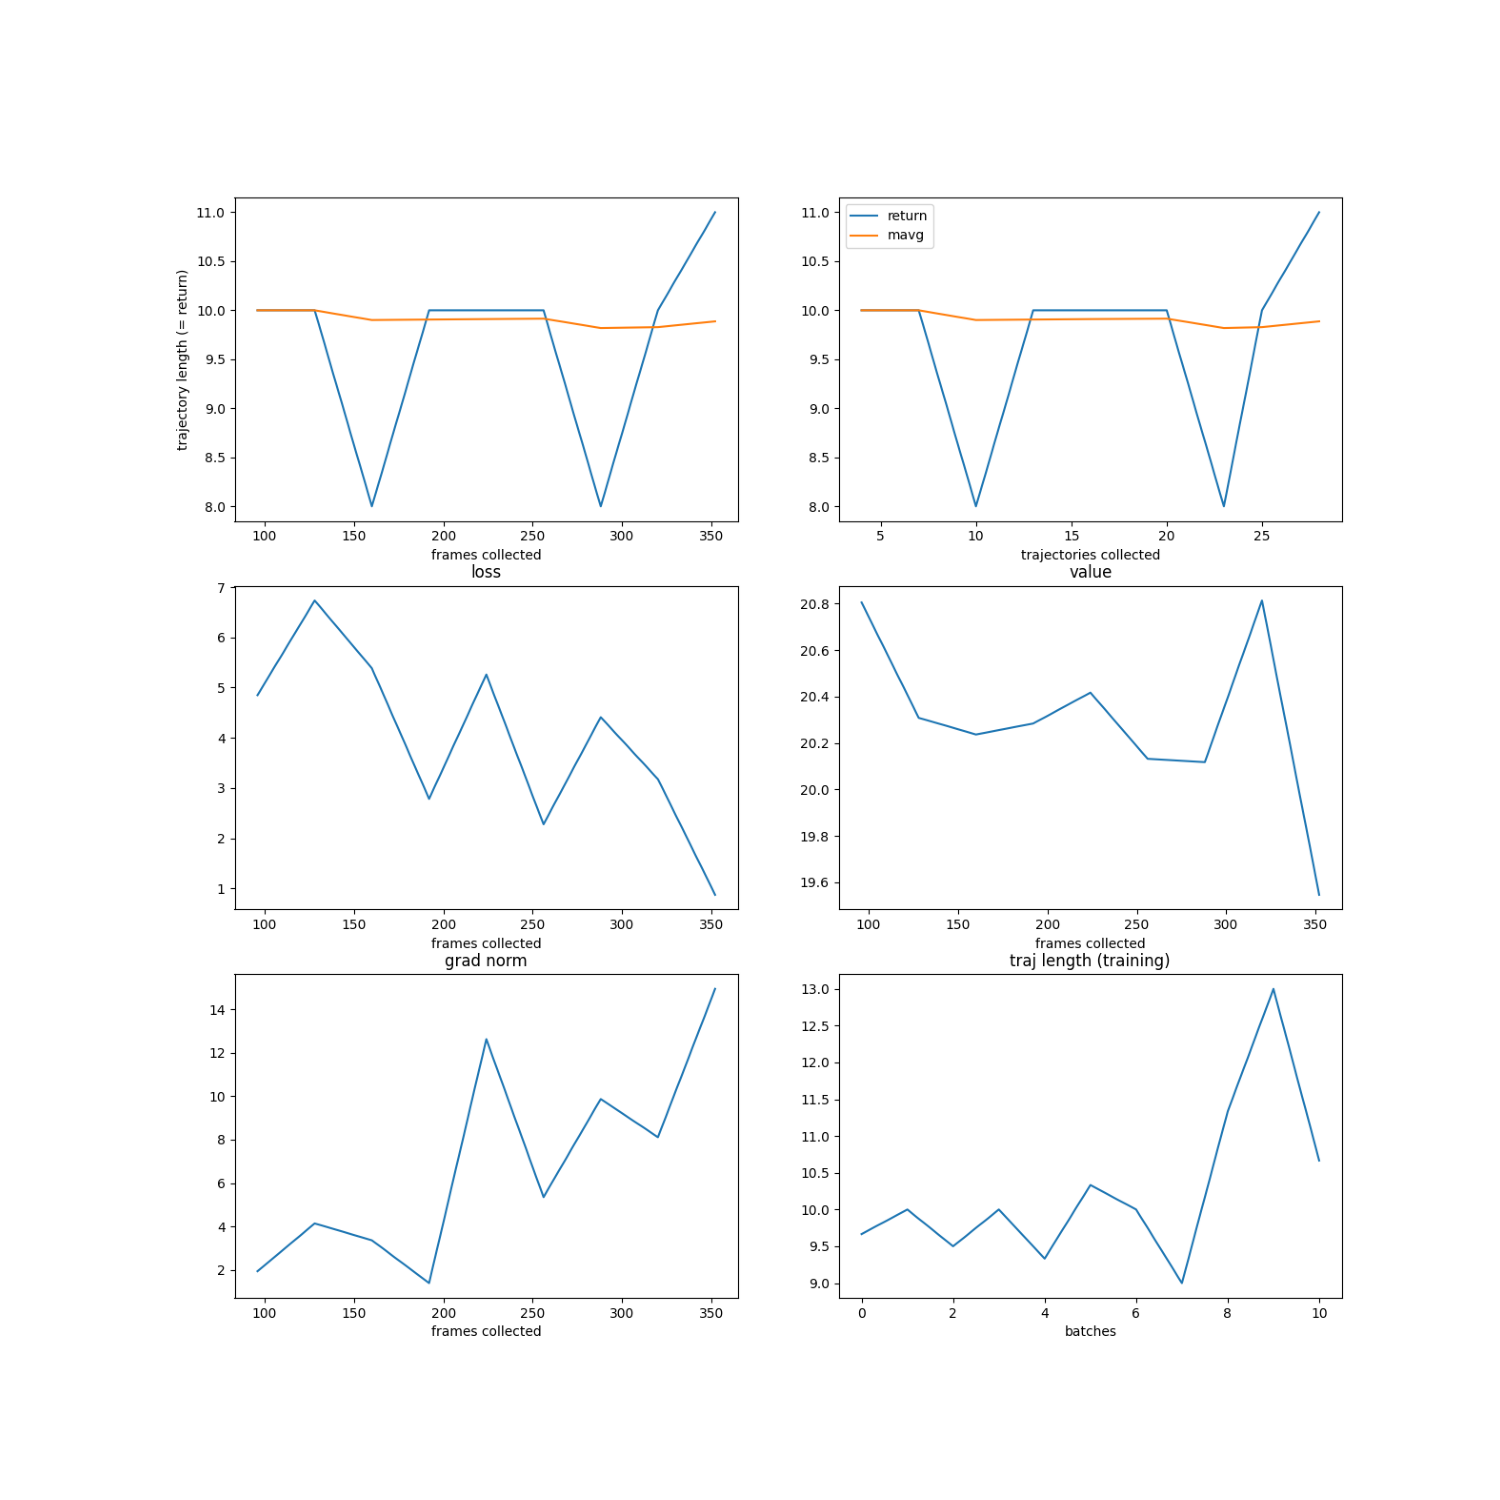 11.0
10.5
10.0
9.5
9.0
8.5
8.0
trajectory length (= return)
100 150 200 250 300 350
frames collected
return
mavg
11.0
10.5
10.0
9.5
9.0
8.5
8.0
5 10 15 20 25
trajectories collected
loss
7
6
5
4
3
2
1
100 150 200 250 300 350
frames collected
value
20.8
20.6
20.4
20.2
20.0
19.8
19.6
100 150 200 250 300 350
frames collected
grad norm
14
12
10
8
6
4
2
100 150 200 250 300 350
frames collected
traj length (training)
13.0
12.5
12.0
11.5
11.0
10.5
10.0
9.5
9.0
0 2 4 6 8 10
batches